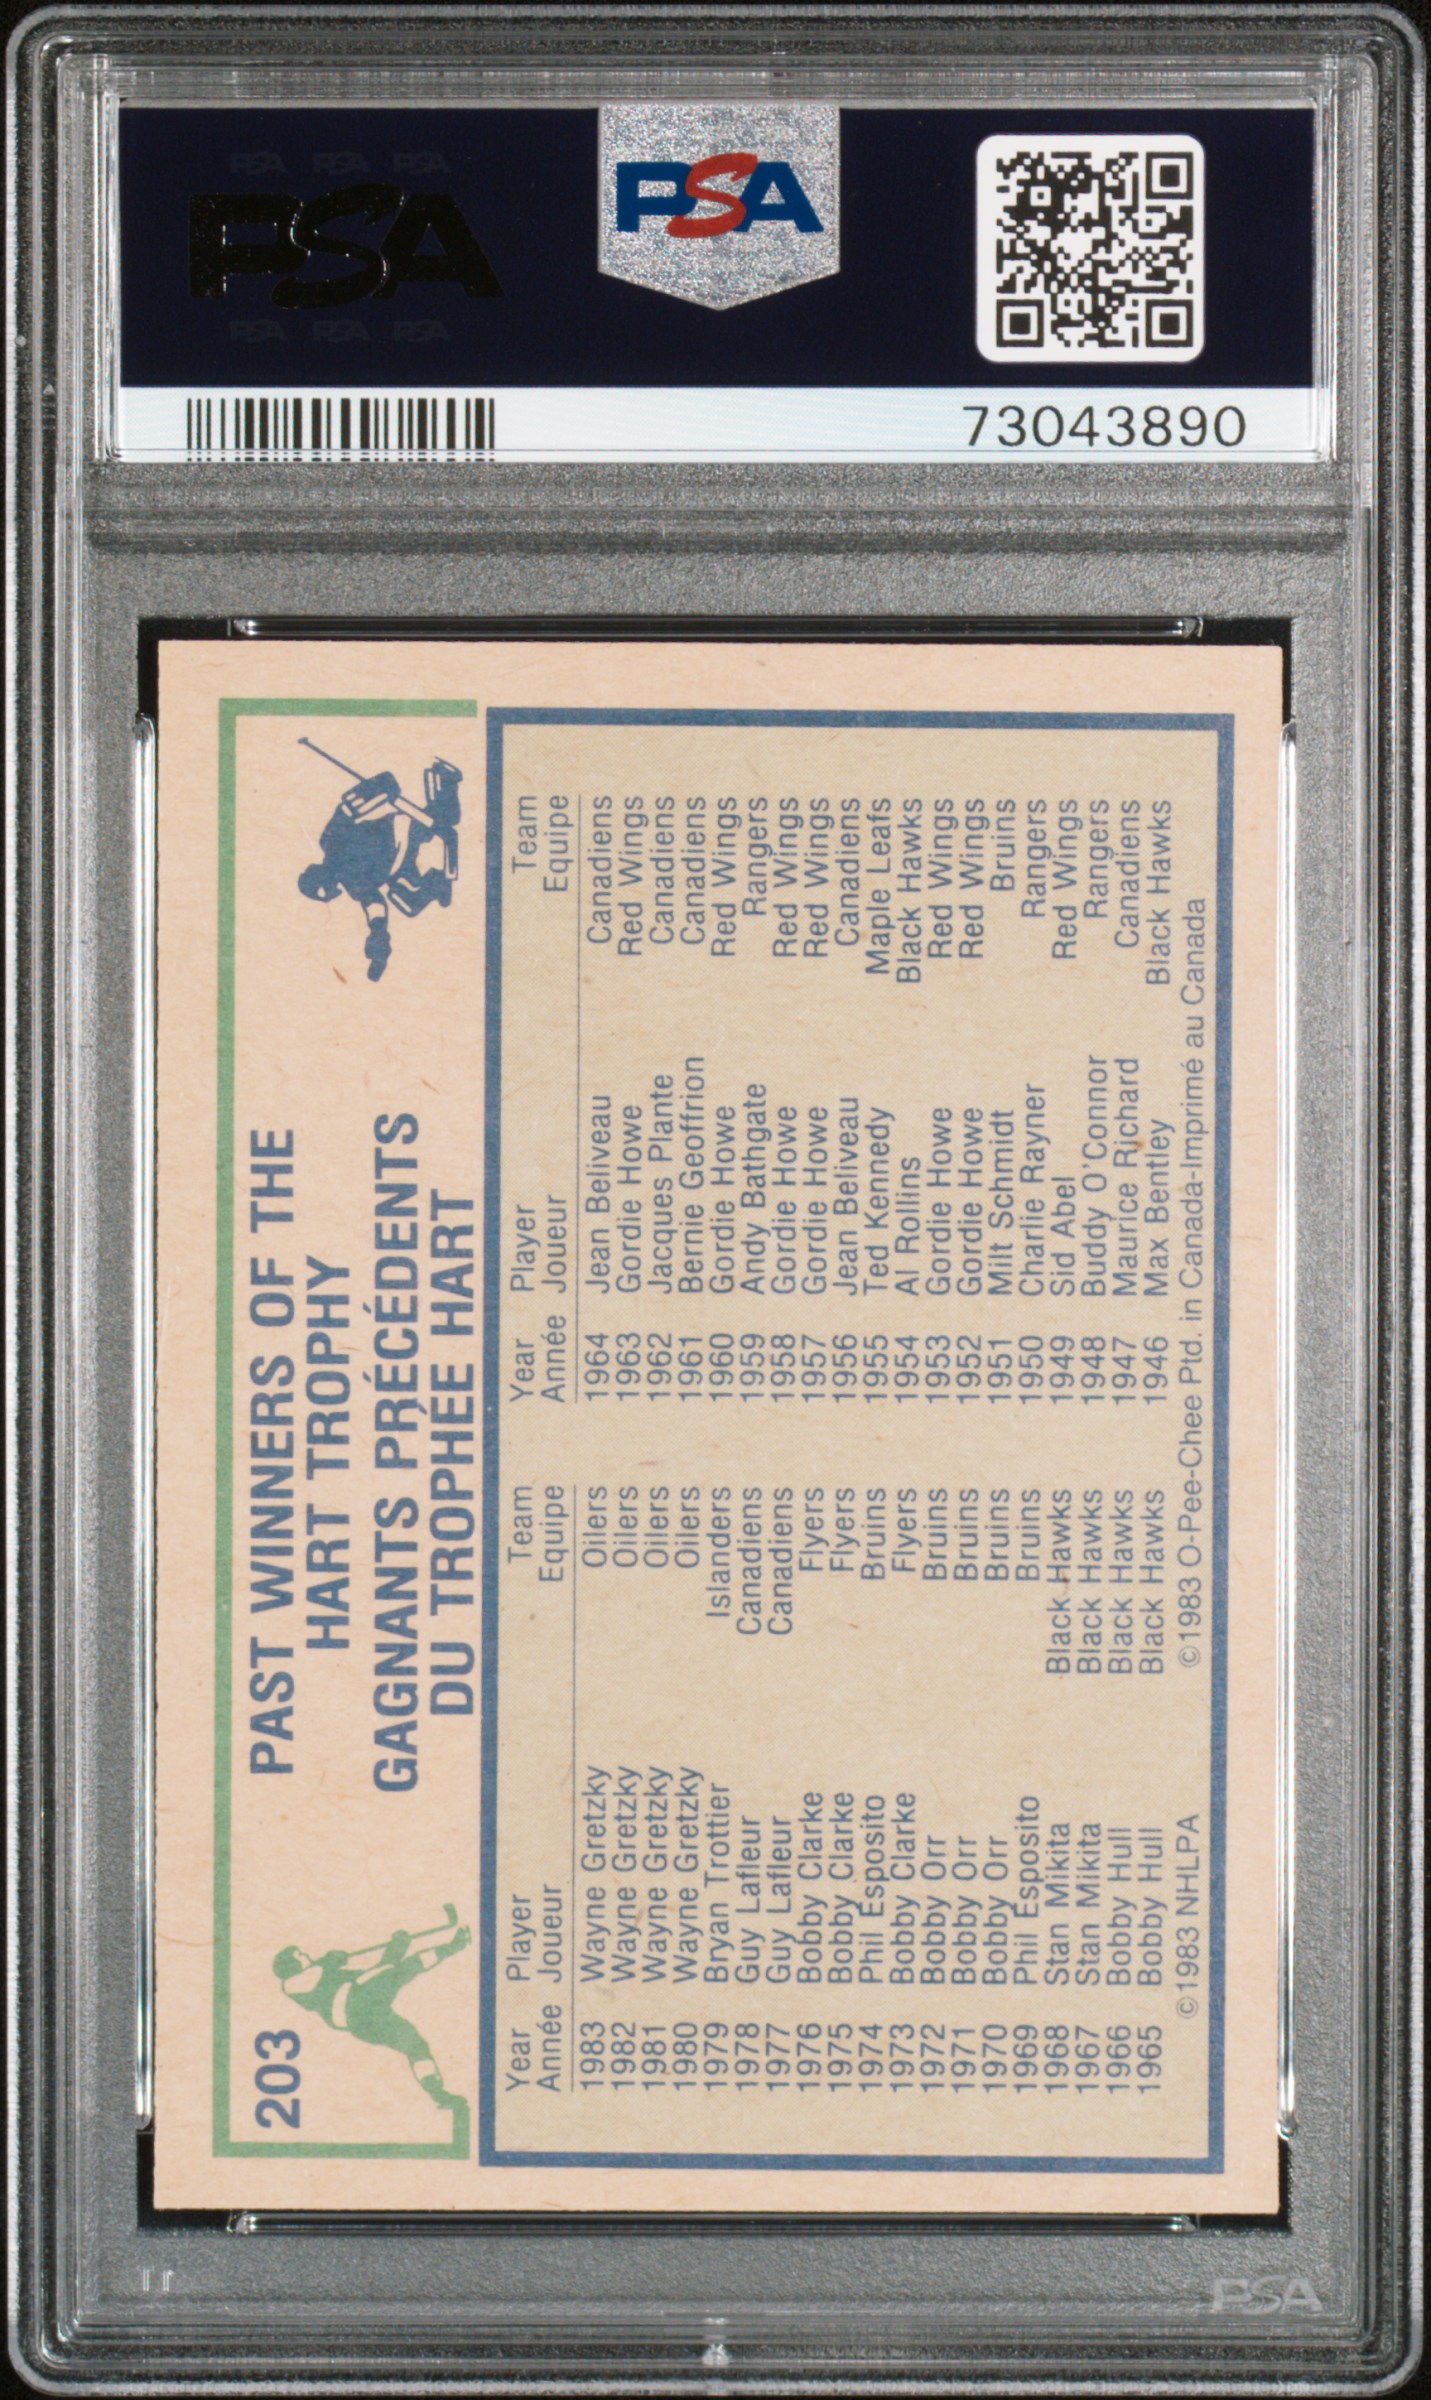 PSA PSA PSA
PSA
PSA PSA PSA
PSA
73043890
203
PAST WINNERS OF THE
HART TROPHY
GAGNANTS PRÉCÉDENTS
DU TROPHÉE HART
Year Player Team Year Player Team
Année Joueur Equipe Année Joueur Equipe
1983 Wayne Gretzky Oilers 1964 Jean Beliveau Canadiens
1982 Wayne Gretzky Oilers 1963 Gordie Howe Red Wings
1981 Wayne Gretzky Oilers 1962 Jacques Plante Canadiens
1980 Wayne Gretzky Oilers 1961 Bernie Geoffrion Canadiens
1979 Bryan Trottier Islanders 1960 Gordie Howe Red Wings
1978 Guy Lafleur Canadiens 1959 Andy Bathgate Rangers
1977 Guy Lafleur Canadiens 1958 Gordie Howe Red Wings
1976 Bobby Clarke Flyers 1957 Gordie Howe Red Wings
1975 Bobby Clarke Flyers 1956 Jean Beliveau Canadiens
1974 Phil Esposito Bruins 1955 Ted Kennedy Maple Leafs
1973 Bobby Clarke Flyers 1954 Al Rollins Black Hawks
1972 Bobby Orr Bruins 1953 Gordie Howe Red Wings
1971 Bobby Orr Bruins 1952 Gordie Howe Red Wings
1970 Bobby Orr Bruins 1951 Milt Schmidt Bruins
1969 Phil Esposito Bruins 1950 Charlie Rayner Rangers
1968 Stan Mikita Black Hawks 1949 Sid Abel Red Wings
1967 Stan Mikita Black Hawks 1948 Buddy O'Connor Rangers
1966 Bobby Hull Black Hawks 1947 Maurice Richard Canadiens
1965 Bobby Hull Black Hawks 1946 Max Bentley Black Hawks
©1983 NHLPA ©1983 O-Pee-Chee Ptd. in Canada-Imprimé au Canada
PSA